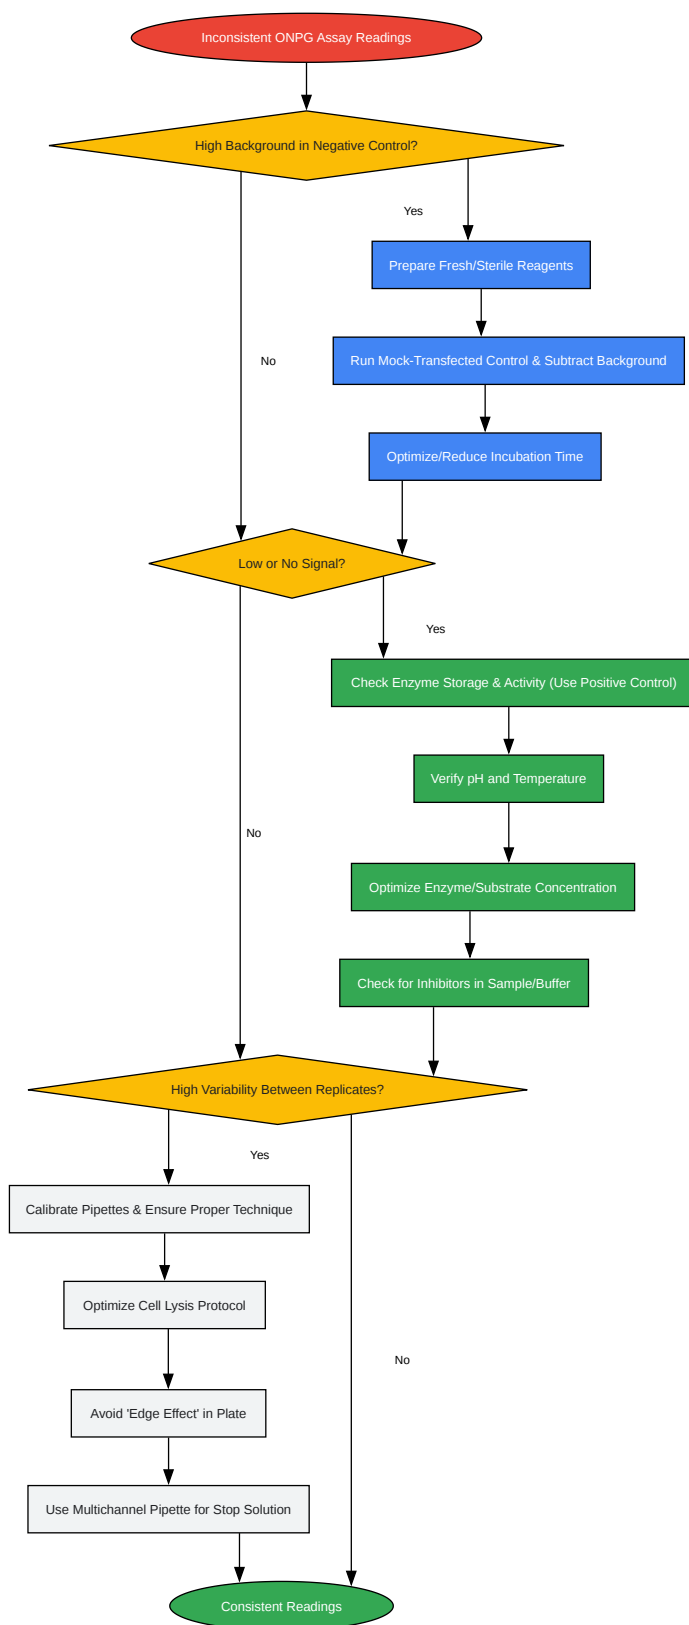 Inconsistent ONPG Assay Readings
High Background in Negative Control?
Yes
Prepare Fresh/Sterile Reagents
No
Run Mock-Transfected Control & Subtract Background
Optimize/Reduce Incubation Time
Low or No Signal?
Yes
Check Enzyme Storage & Activity (Use Positive Control)
Verify pH and Temperature
No
Optimize Enzyme/Substrate Concentration
Check for Inhibitors in Sample/Buffer
High Variability Between Replicates?
Yes
Calibrate Pipettes & Ensure Proper Technique
Optimize Cell Lysis Protocol
No
Avoid 'Edge Effect' in Plate
Use Multichannel Pipette for Stop Solution
Consistent Readings